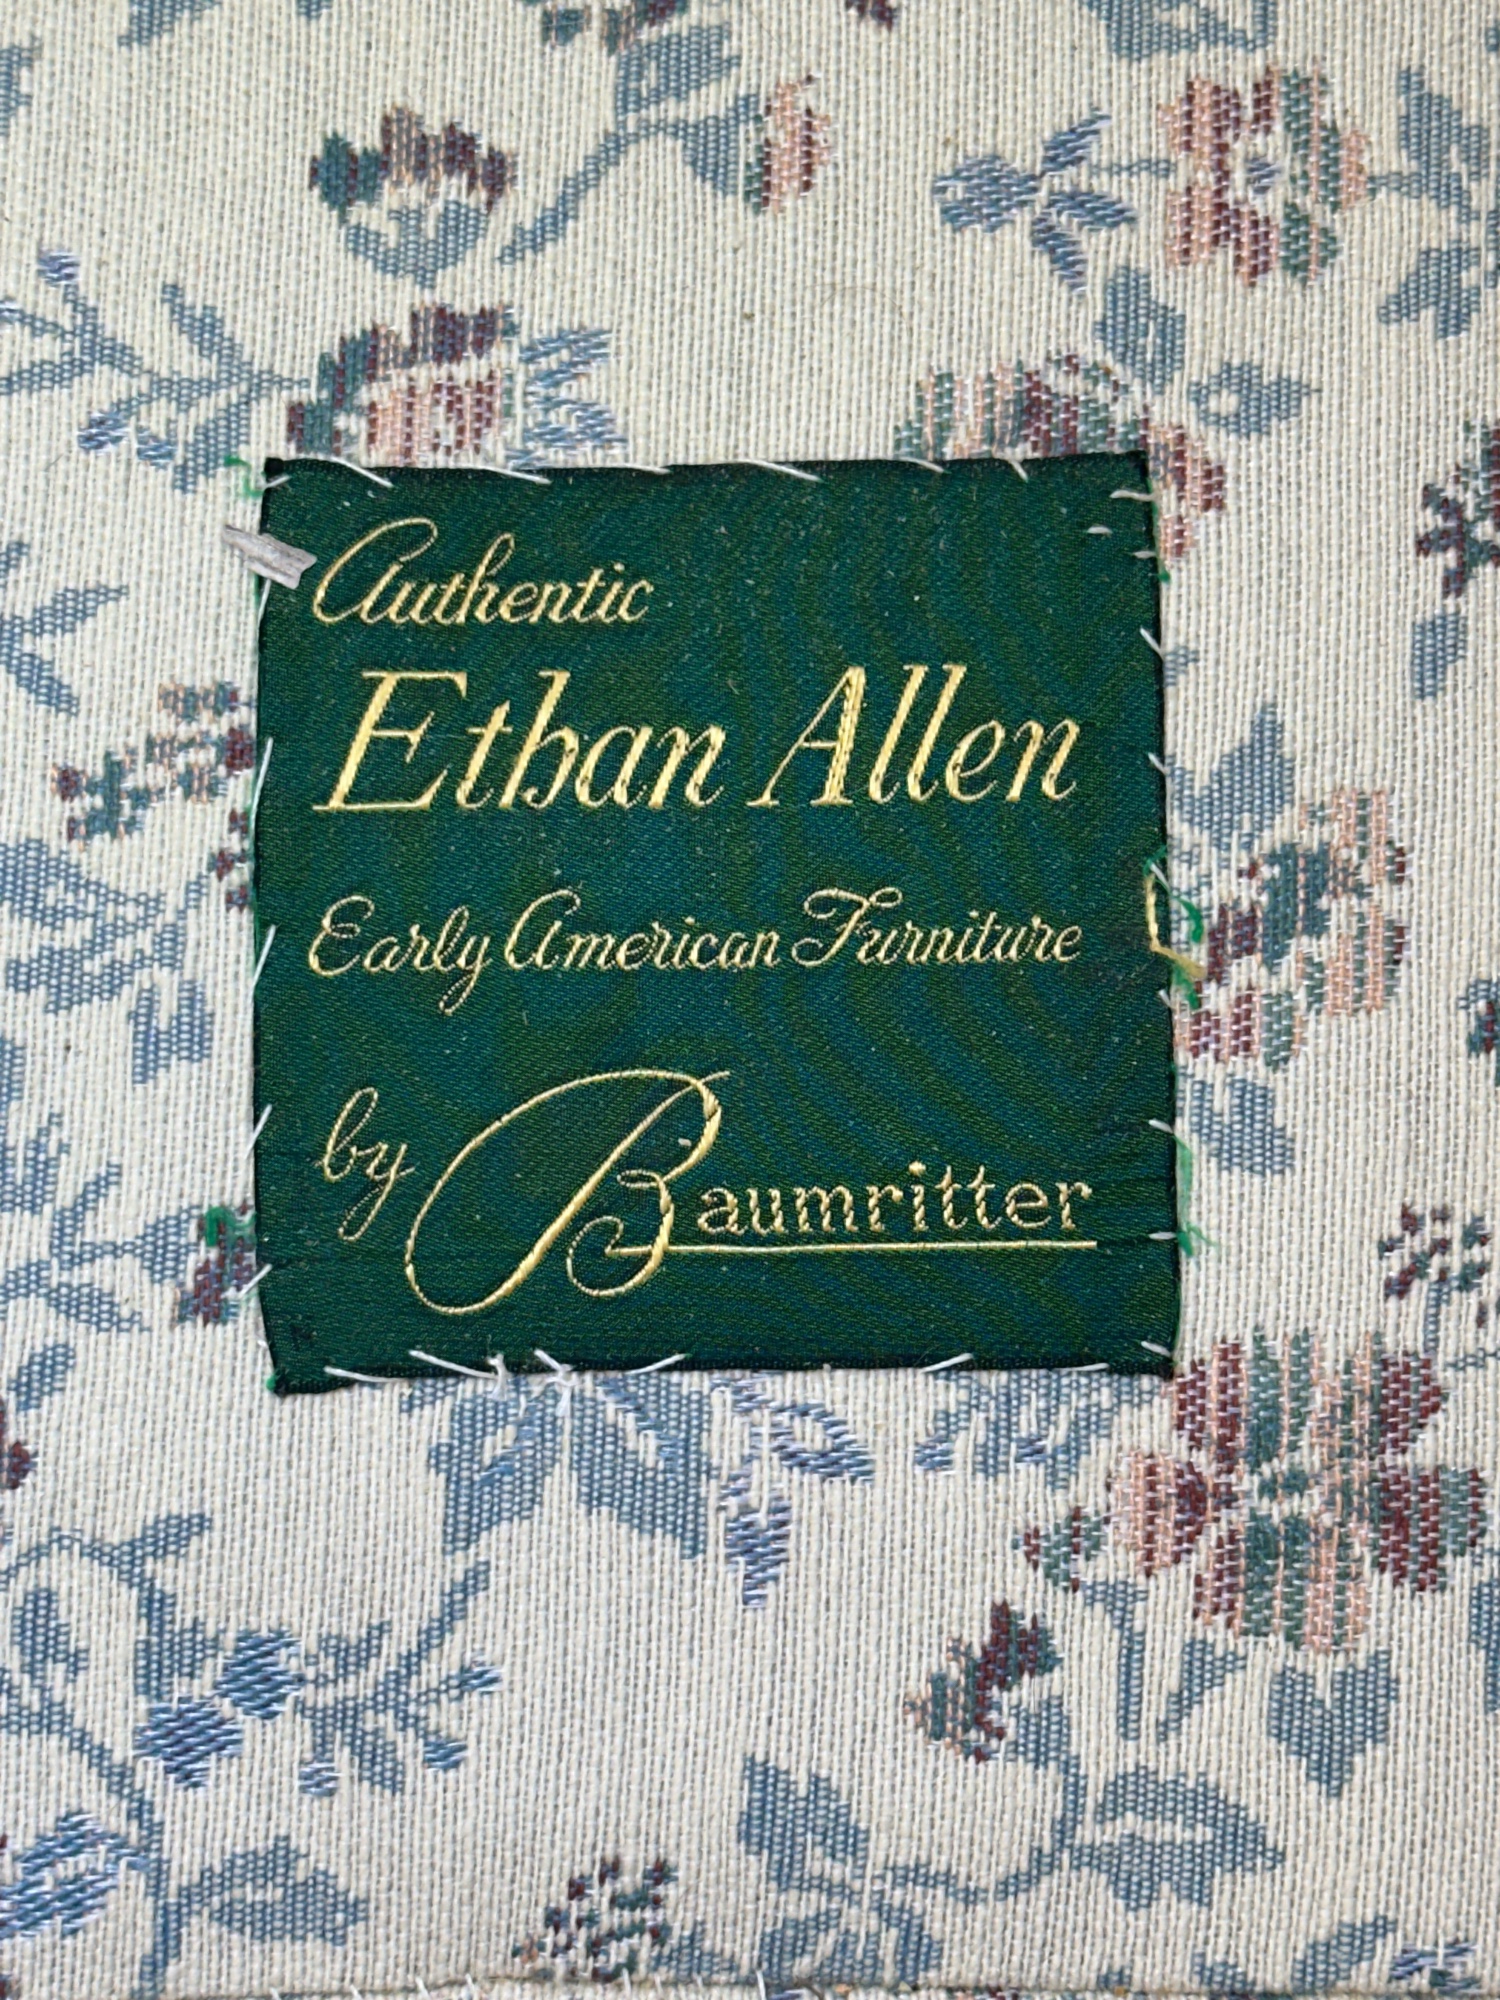 Authentic
Ethan Allen
Early American Furniture
by Baumritter